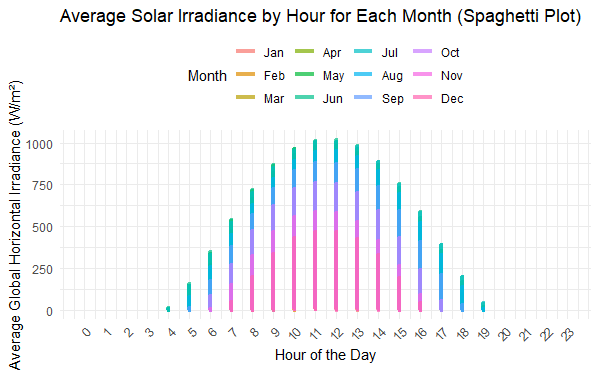 Average Solar Irradiance by Hour for Each Month (Spaghetti Plot)
Month
Jan Apr Jul Oct
Feb May Aug Nov
Mar Jun Sep Dec
Average Global Horizontal Irradiance (W/m²)
1000
750
500
250
0
0 1 2 3 4 5 6 7 8 9 10 11 12 13 14 15 16 17 18 19 20 21 22 23
Hour of the Day